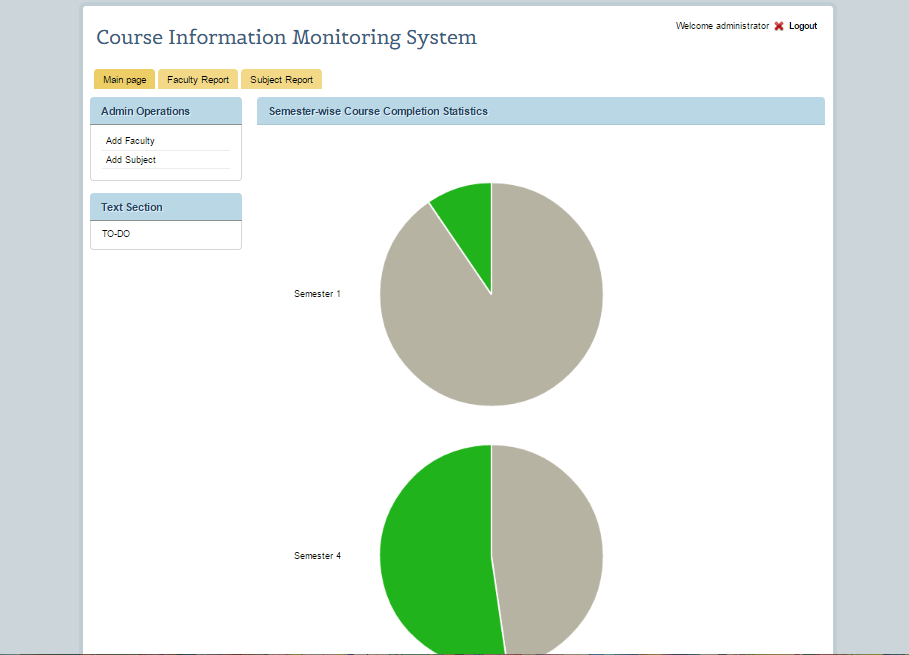 Course Information Monitoring System
Welcome administrator Logout
Main page Faculty Report Subject Report
Admin Operations
Add Faculty
Add Subject
Text Section
TO-DO
Semester-wise Course Completion Statistics
Semester 1
Semester 4